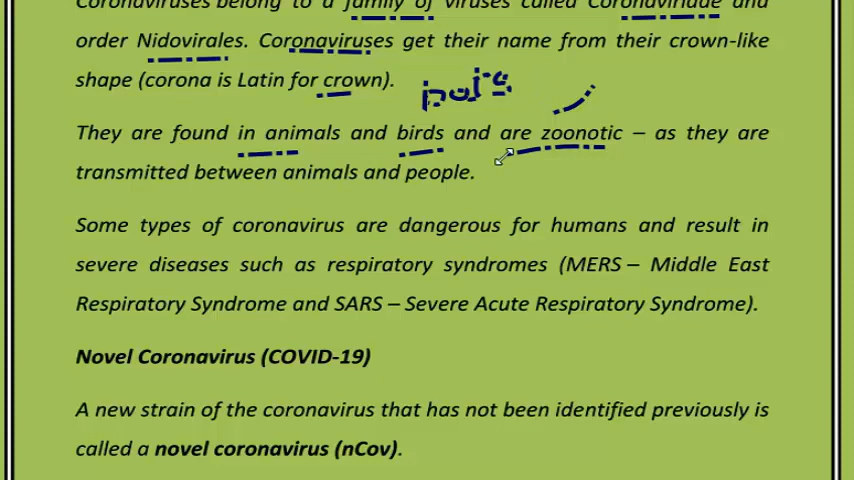 Coronaviruses belong to a family of viruses called Coronaviridae and
order Nidovirales. Coronaviruses get their name from their crown-like
shape (corona is Latin for crown).
They are found in animals and birds and are zoonotic – as they are
transmitted between animals and people.
Some types of coronavirus are dangerous for humans and result in
severe diseases such as respiratory syndromes (MERS – Middle East
Respiratory Syndrome and SARS – Severe Acute Respiratory Syndrome).
Novel Coronavirus (COVID-19)
A new strain of the coronavirus that has not been identified previously is
called a novel coronavirus (nCov).